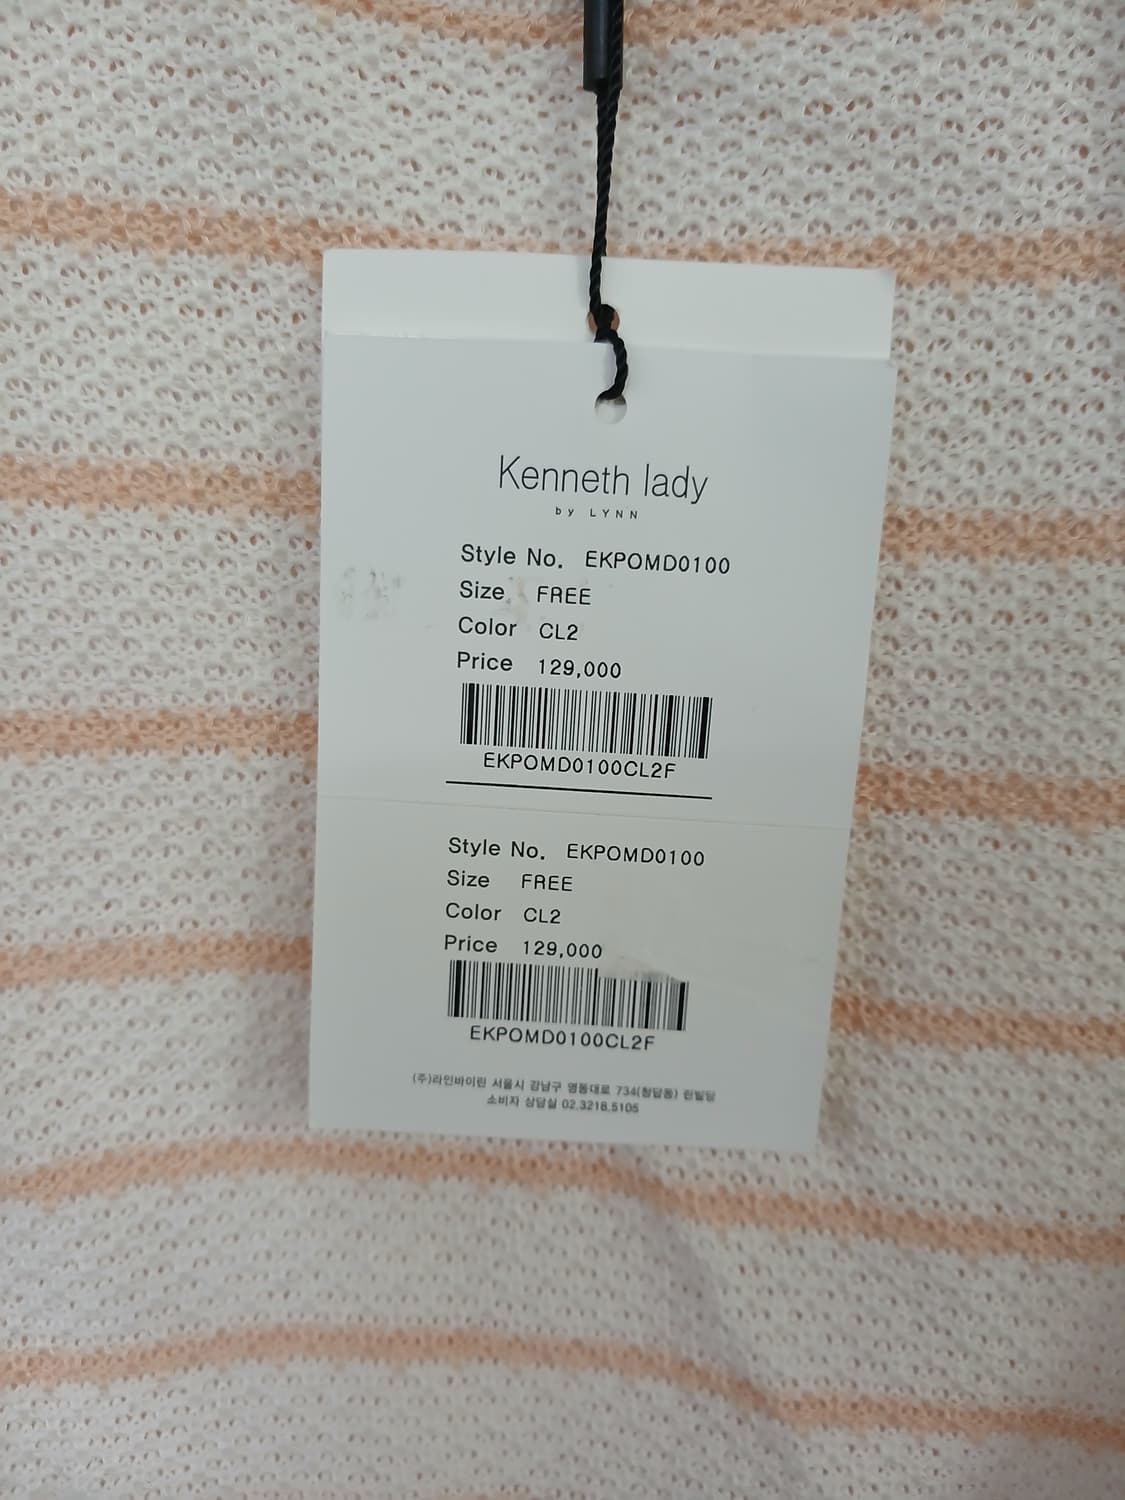 Kenneth lady
by LYNN
Style No. EKPOMD0100
Size FREE
Color CL2
Price 129,000
EKPOMD0100CL2F
Style No. EKPOMD0100
Size FREE
Color CL2
Price 129,000
EKPOMD0100CL2F
(주)라인바이린 서울시 강남구 영동대로 734(청담동) 린빌딩
소비자 상담실 02.3218.5105